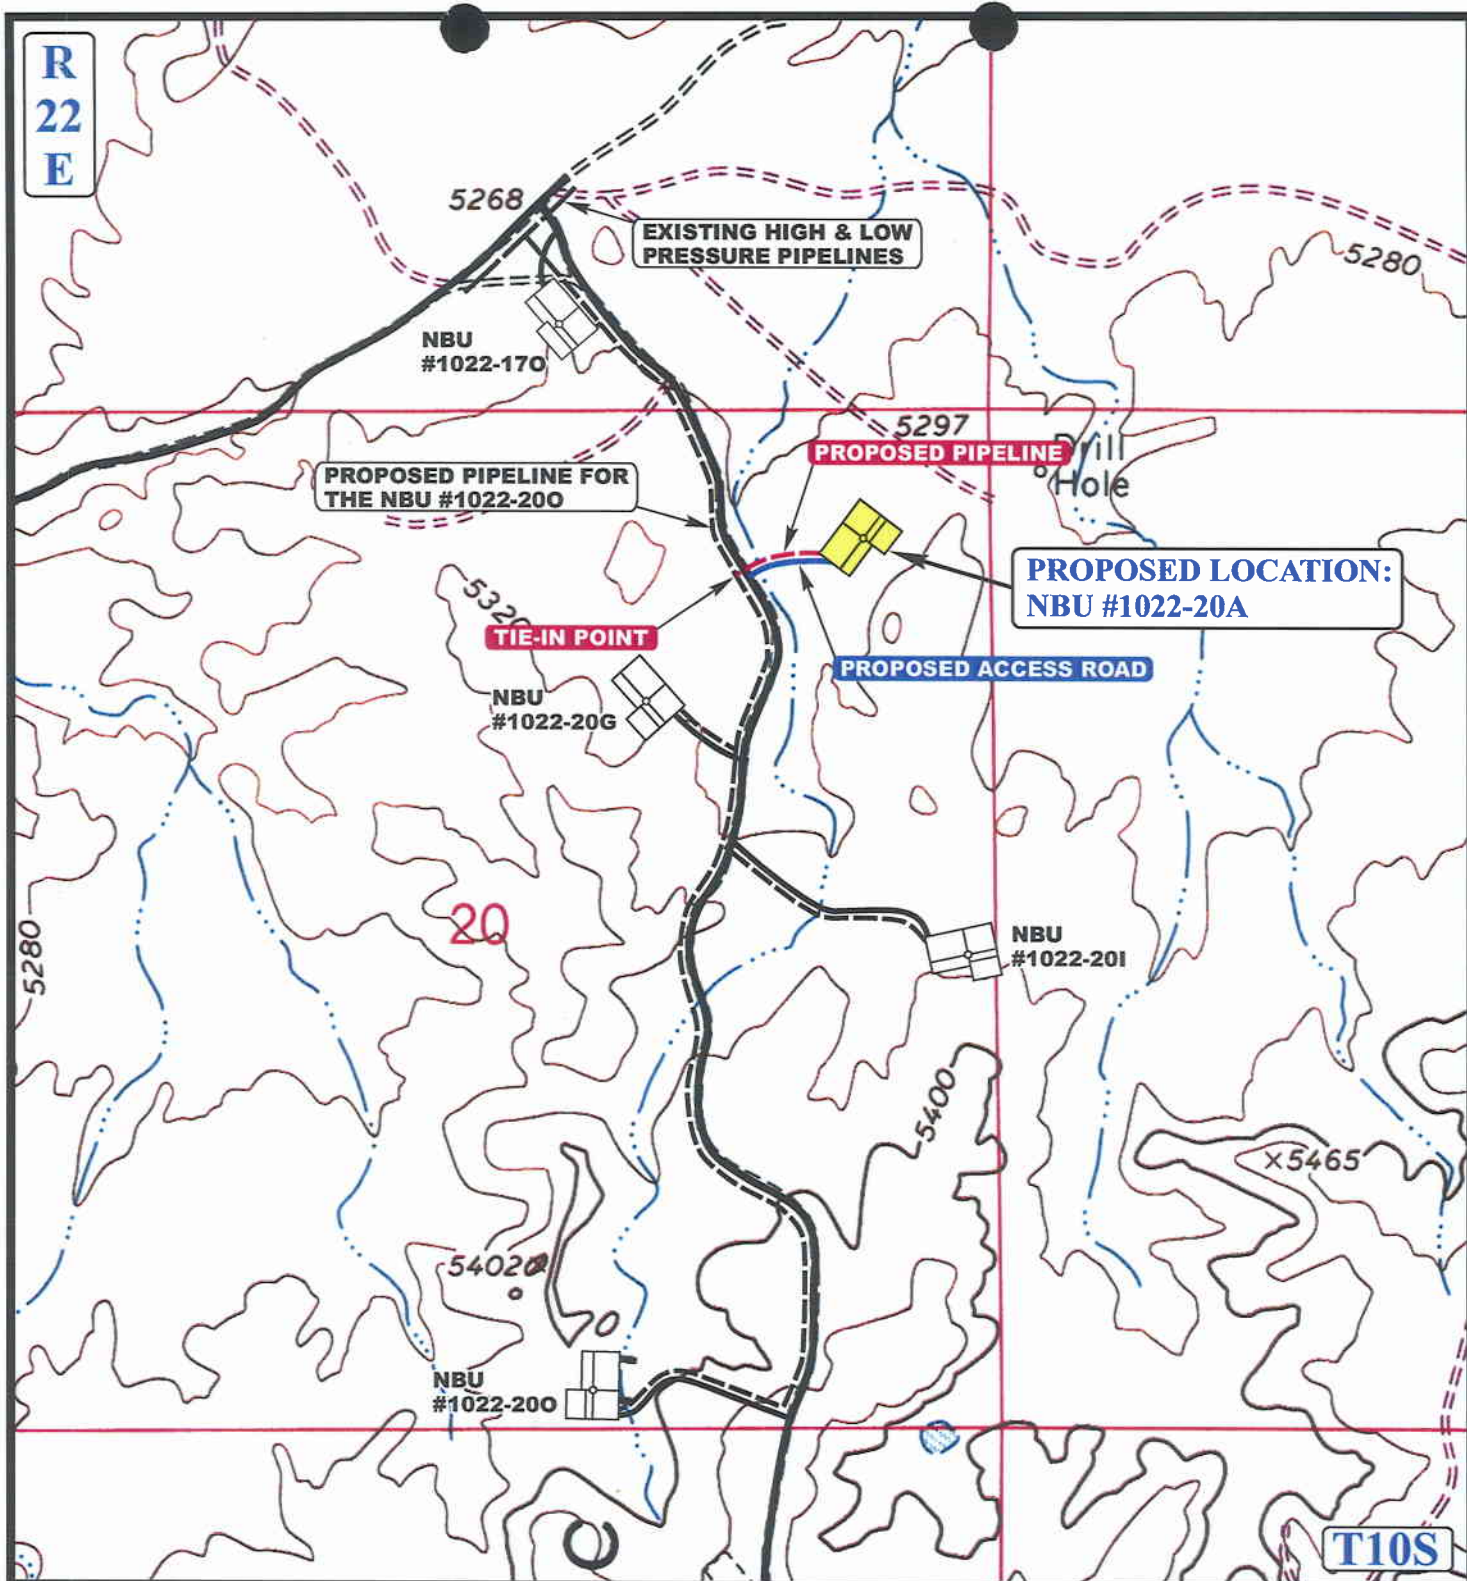 R
22
E
5268
EXISTING HIGH & LOW
PRESSURE PIPELINES
5280
NBU
#1022-17O
5297
PROPOSED PIPELINE
Drill
Hole
PROPOSED PIPELINE FOR
THE NBU #1022-20O
PROPOSED LOCATION:
NBU #1022-20A
5320
TIE-IN POINT
PROPOSED ACCESS ROAD
NBU
#1022-20G
20
5280
NBU
#1022-20I
5400
×5465
5402
NBU
#1022-20O
T10S